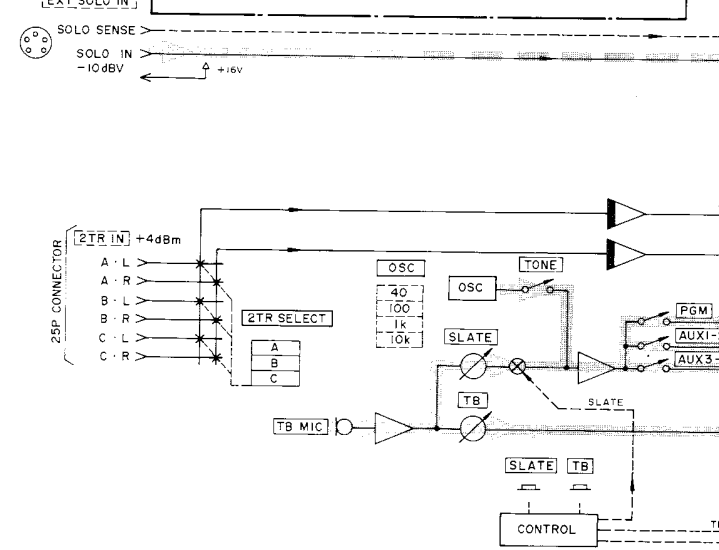 EXT SOLO IN
SOLO SENSE
SOLO IN
-10dBV
+16V
25P CONNECTOR
2TR IN +4dBm
A · L
A · R
B · L
B · R
C · L
C · R
2TR SELECT
A
B
C
OSC
40
100
1k
10k
OSC
TONE
SLATE
TB
TB MIC
PGM
AUX1-
AUX3-
SLATE
SLATE TB
CONTROL